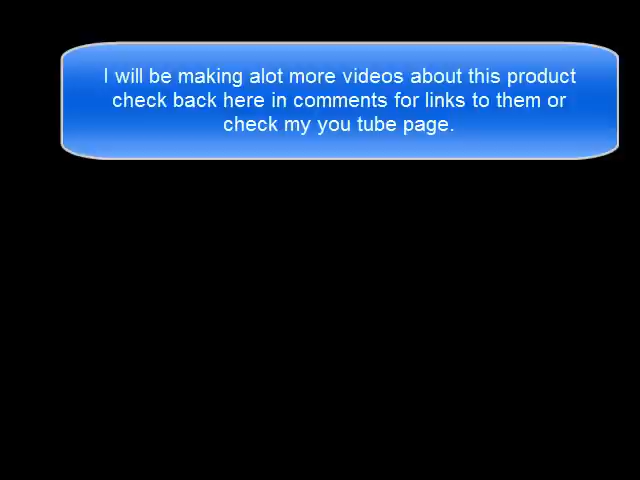 I will be making alot more videos about this product
check back here in comments for links to them or
check my you tube page.